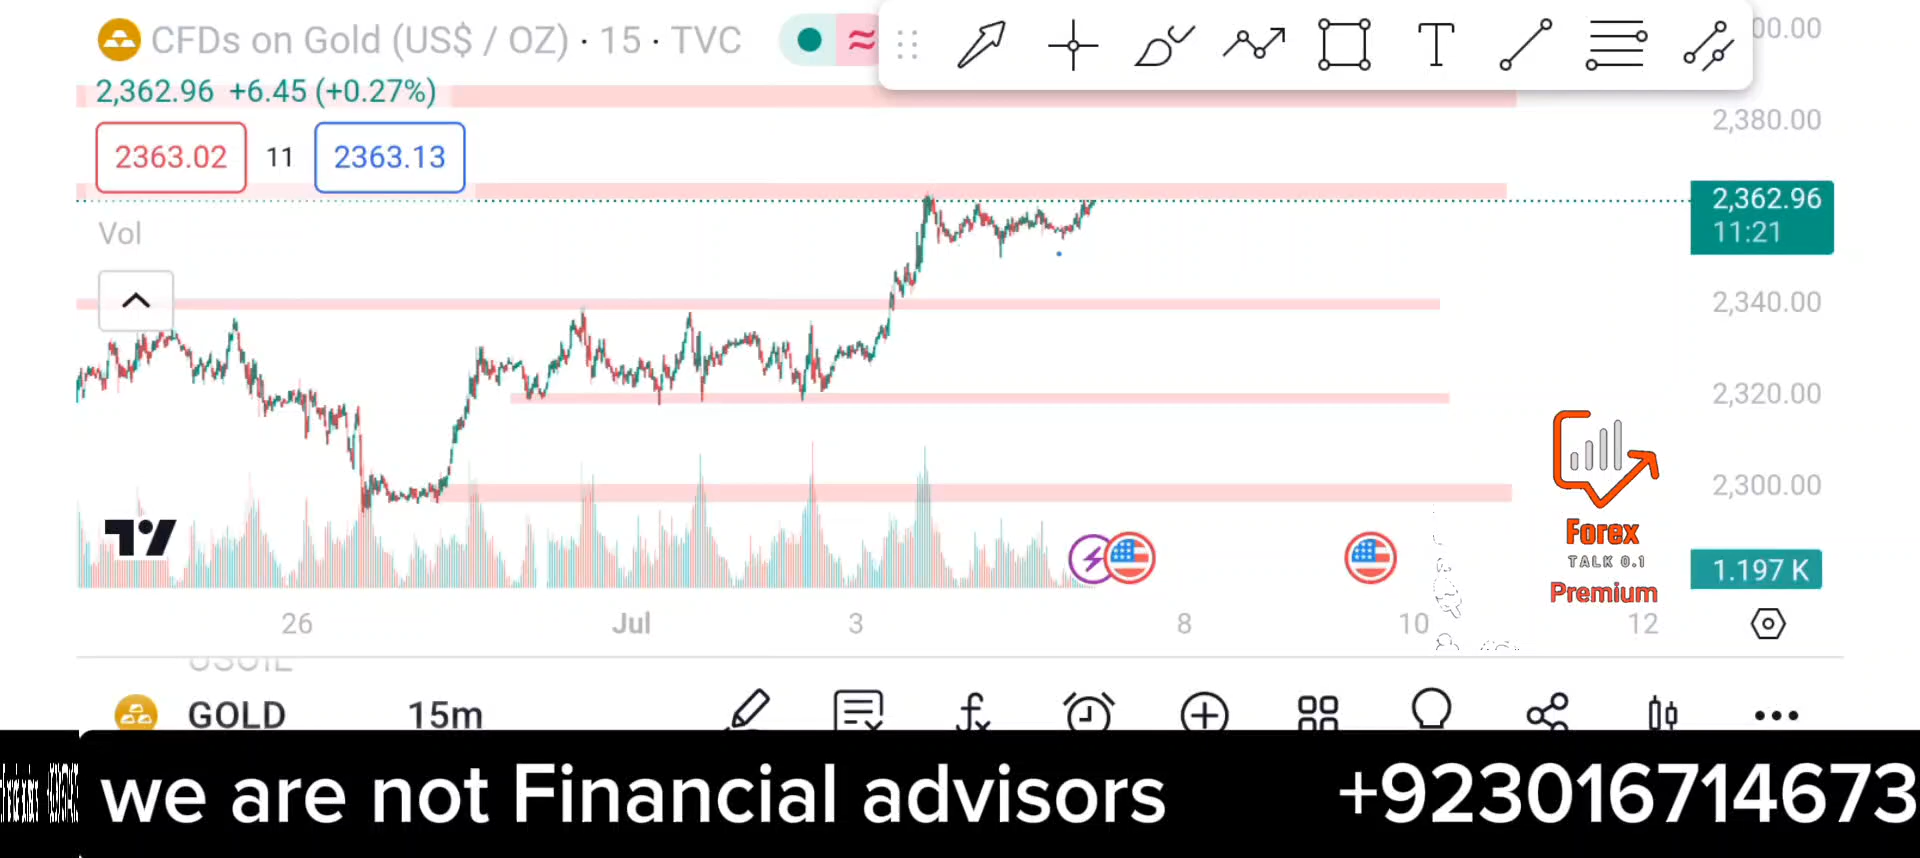 CFDs on Gold (US$ / OZ) · 15 · TVC
00.00
2,362.96 +6.45 (+0.27%)
2,380.00
2363.02 11 2363.13
2,362.96
11:21
Vol
2,340.00
2,320.00
2,300.00
Forex
TALK 0.1
Premium
1.197 K
26 Jul 3 8 10 12
USOIL
GOLD 15m
we are not Financial advisors +923016714673